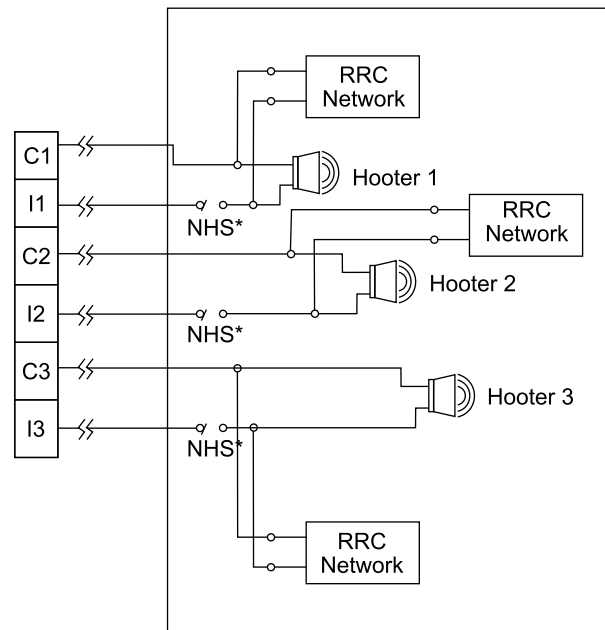 RRC
Network
C1
Hooter 1
I1
NHS*
RRC
Network
C2
Hooter 2
I2
NHS*
C3
Hooter 3
I3
NHS*
RRC
Network